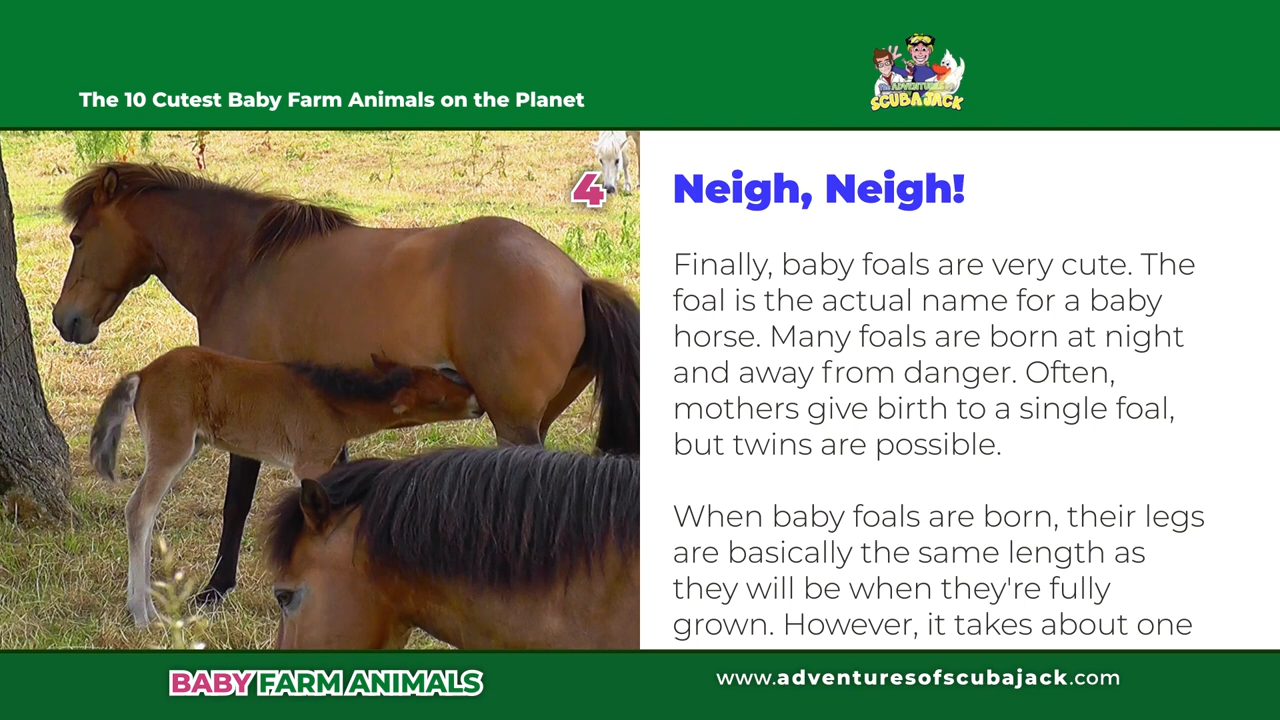 The 10 Cutest Baby Farm Animals on the Planet
THE ADVENTURES OF
SCUBA JACK
4
Neigh, Neigh!
Finally, baby foals are very cute. The
foal is the actual name for a baby
horse. Many foals are born at night
and away from danger. Often,
mothers give birth to a single foal,
but twins are possible.
When baby foals are born, their legs
are basically the same length as
they will be when they're fully
grown. However, it takes about one
BABY FARM ANIMALS
www.adventuresofscubajack.com